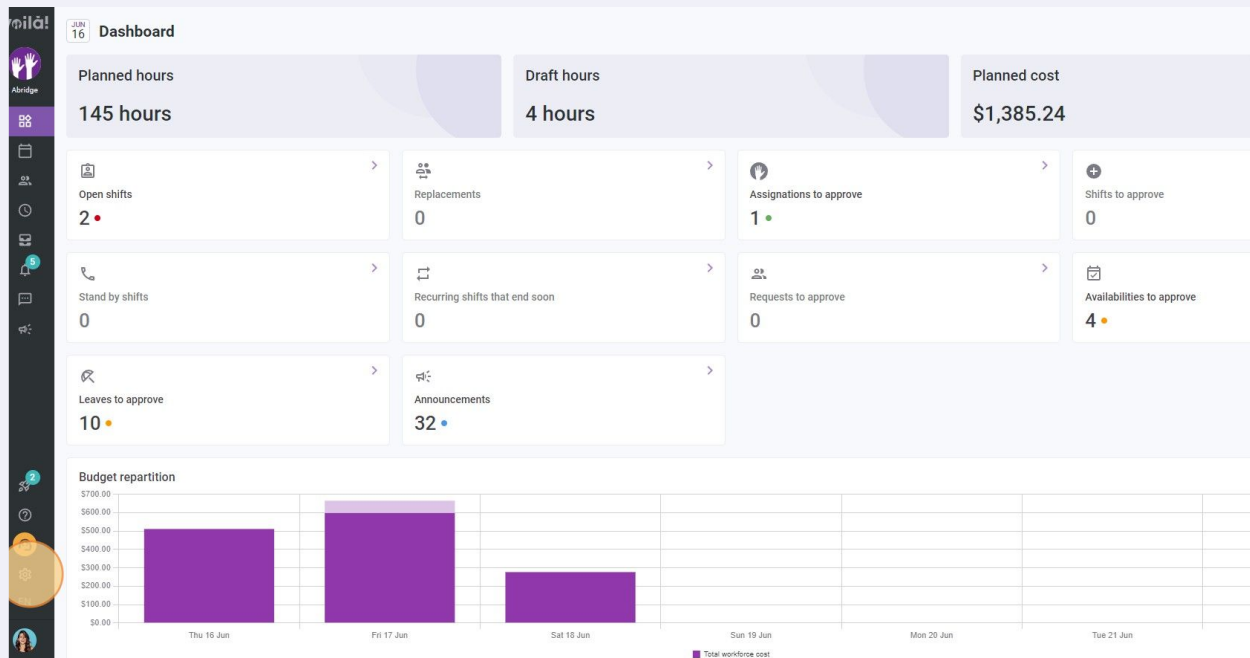 voilà!
JUN
16
Dashboard
Abridge
Planned hours
145 hours
Draft hours
4 hours
Planned cost
$1,385.24
Open shifts
2
Replacements
0
Assignations to approve
1
Shifts to approve
0
Stand by shifts
0
Recurring shifts that end soon
0
Requests to approve
0
Availabilities to approve
4
5
Leaves to approve
10
Announcements
32
2
Budget repartition
$700.00
$600.00
$500.00
$400.00
$300.00
$200.00
$100.00
$0.00
Thu 16 Jun
Fri 17 Jun
Sat 18 Jun
Sun 19 Jun
Mon 20 Jun
Tue 21 Jun
Total workforce cost